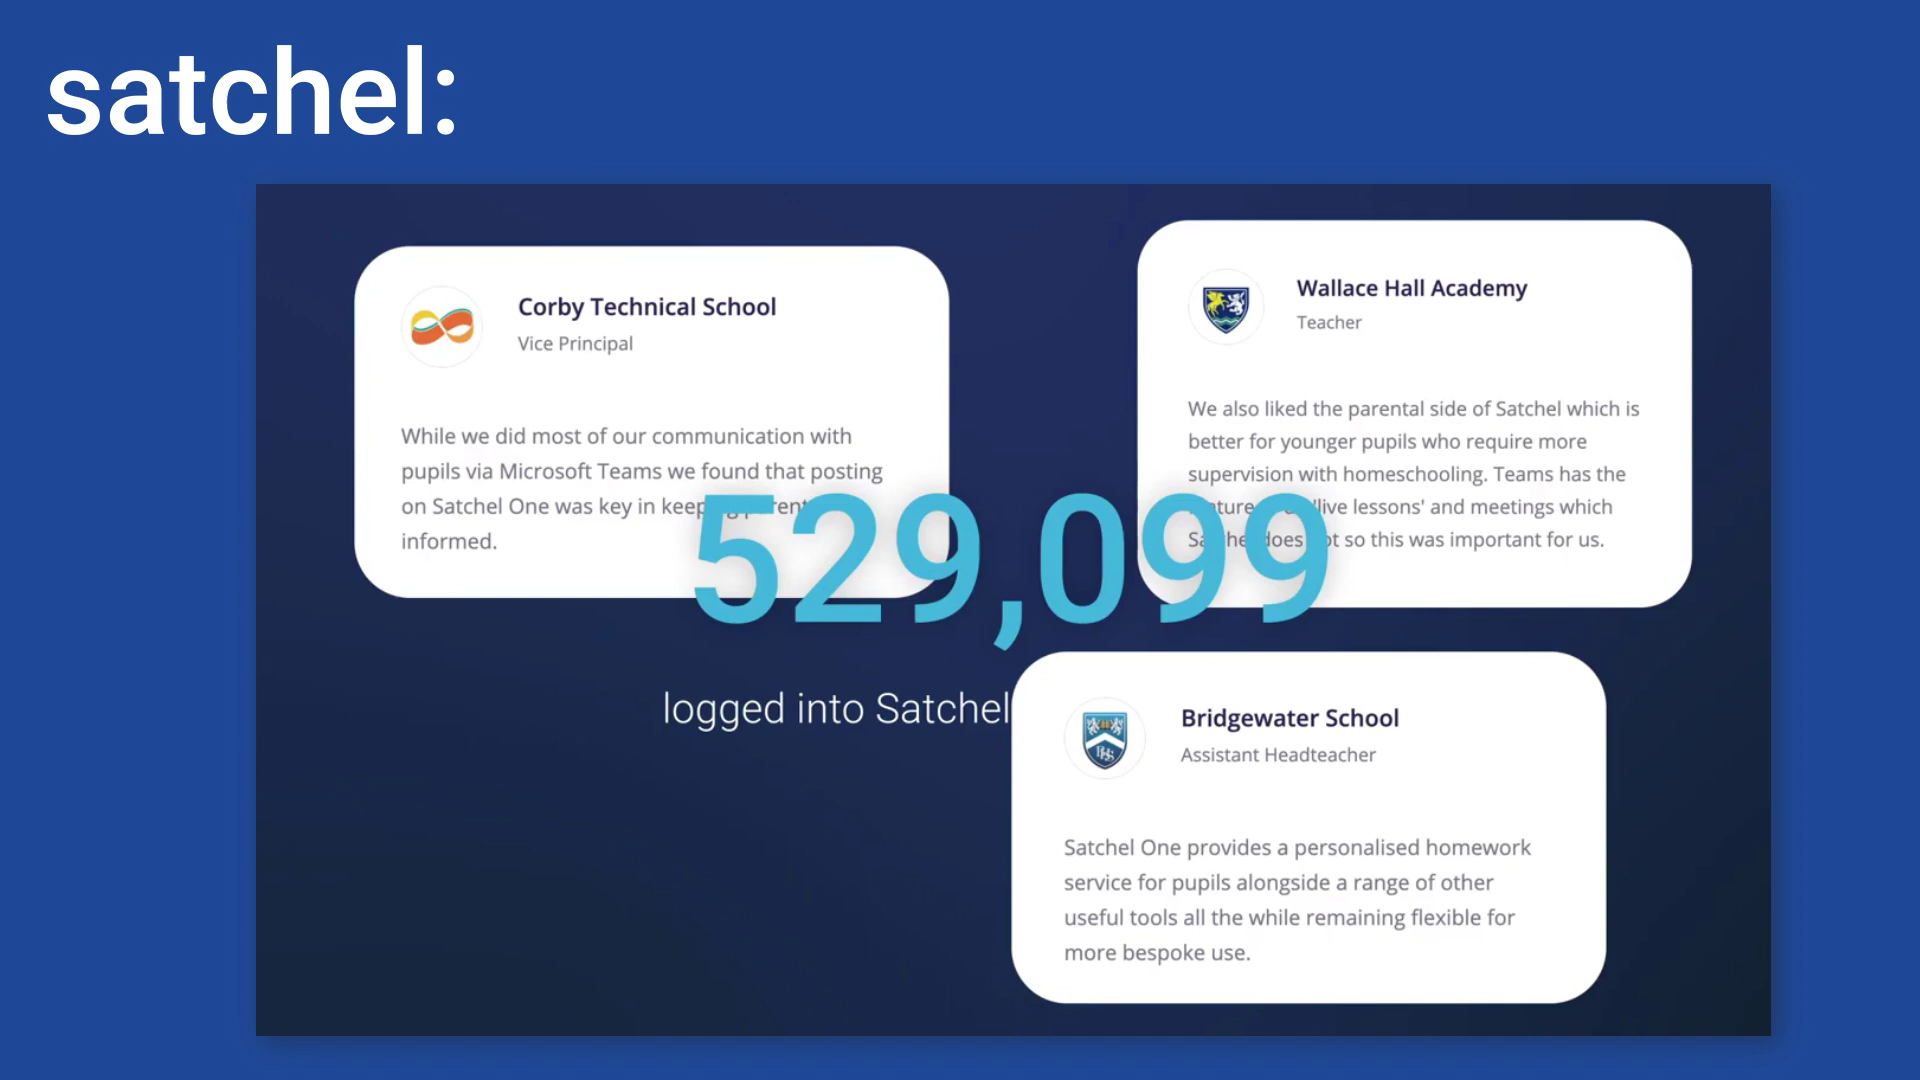 satchel:
Corby Technical School
Vice Principal
While we did most of our communication with
pupils via Microsoft Teams we found that posting
on Satchel One was key in keeping parents
informed.
Wallace Hall Academy
Teacher
We also liked the parental side of Satchel which is
better for younger pupils who require more
supervision with homeschooling. Teams has the
'live lessons' and meetings which
Satchel does not so this was important for us.
529,099
logged into Satchel
Bridgewater School
Assistant Headteacher
Satchel One provides a personalised homework
service for pupils alongside a range of other
useful tools all the while remaining flexible for
more bespoke use.